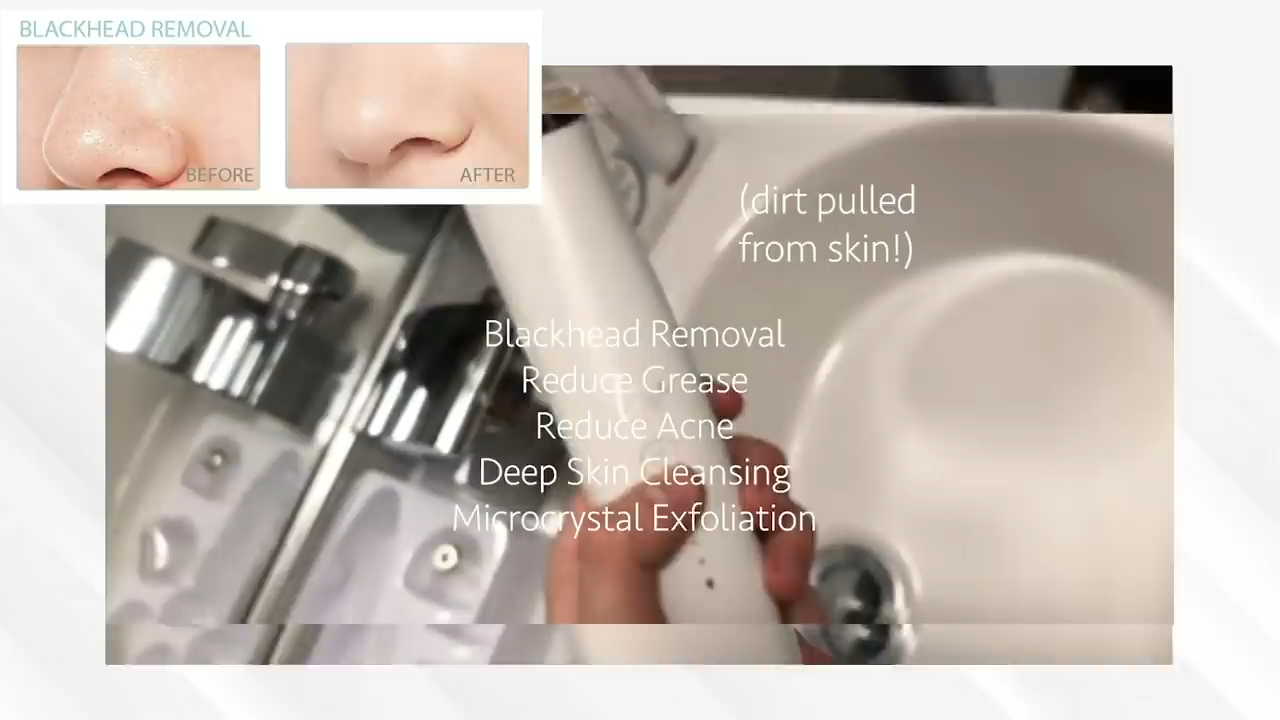 BLACKHEAD REMOVAL
BEFORE
AFTER
(dirt pulled
from skin!)
Blackhead Removal
Reduce Grease
Reduce Acne
Deep Skin Cleansing
Microcrystal Exfoliation